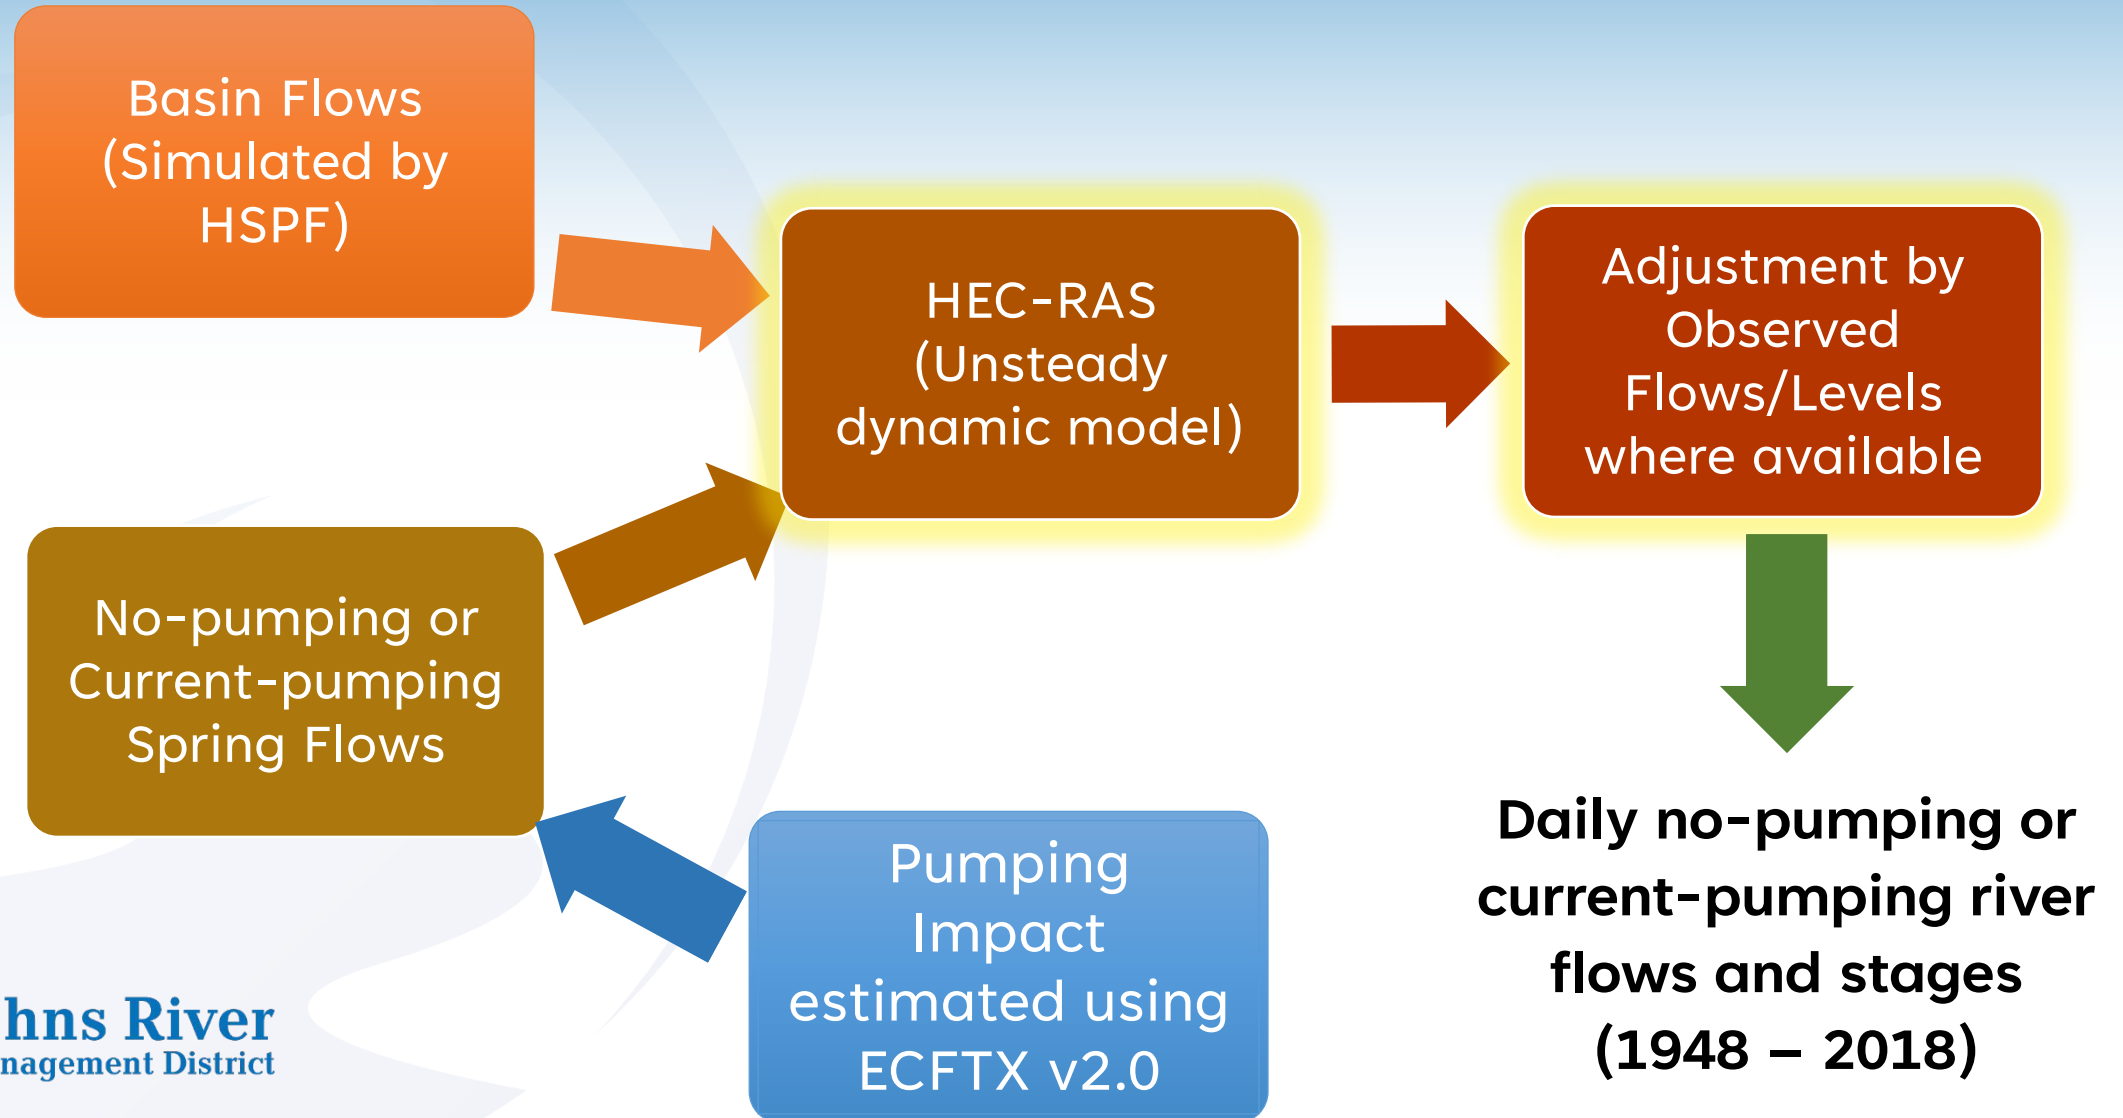 Basin Flows
(Simulated by
HSPF)
HEC-RAS
(Unsteady
dynamic model)
Adjustment by
Observed
Flows/Levels
where available
No-pumping or
Current-pumping
Spring Flows
Pumping
Impact
estimated using
ECFTX v2.0
Daily no-pumping or
current-pumping river
flows and stages
(1948 – 2018)
hns River
nagement District